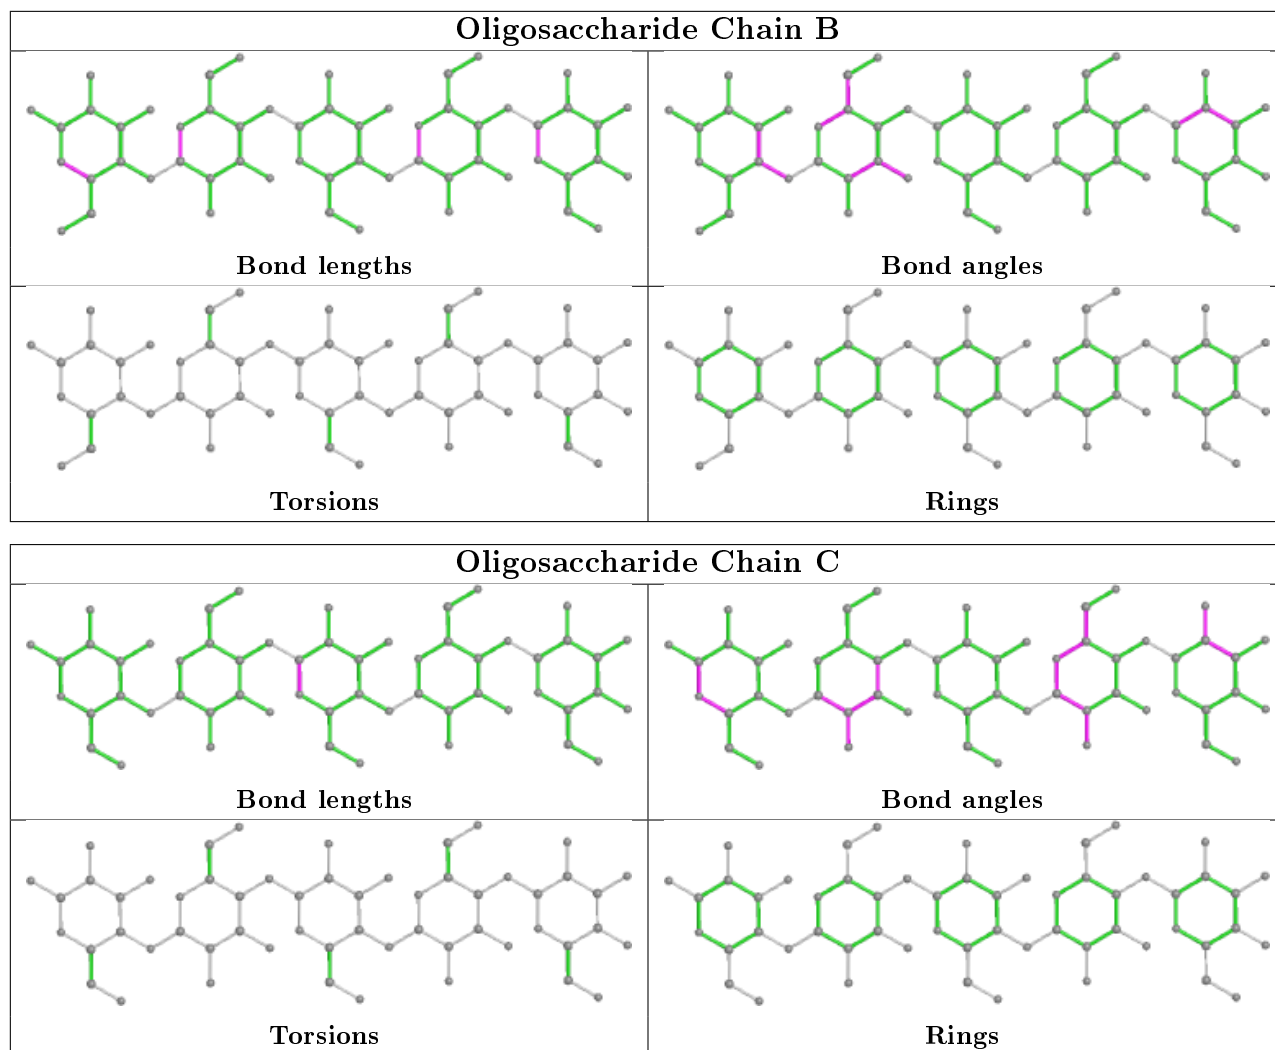 Oligosaccharide Chain B
Bond lengths
Bond angles
Torsions
Rings
Oligosaccharide Chain C
Bond lengths
Bond angles
Torsions
Rings